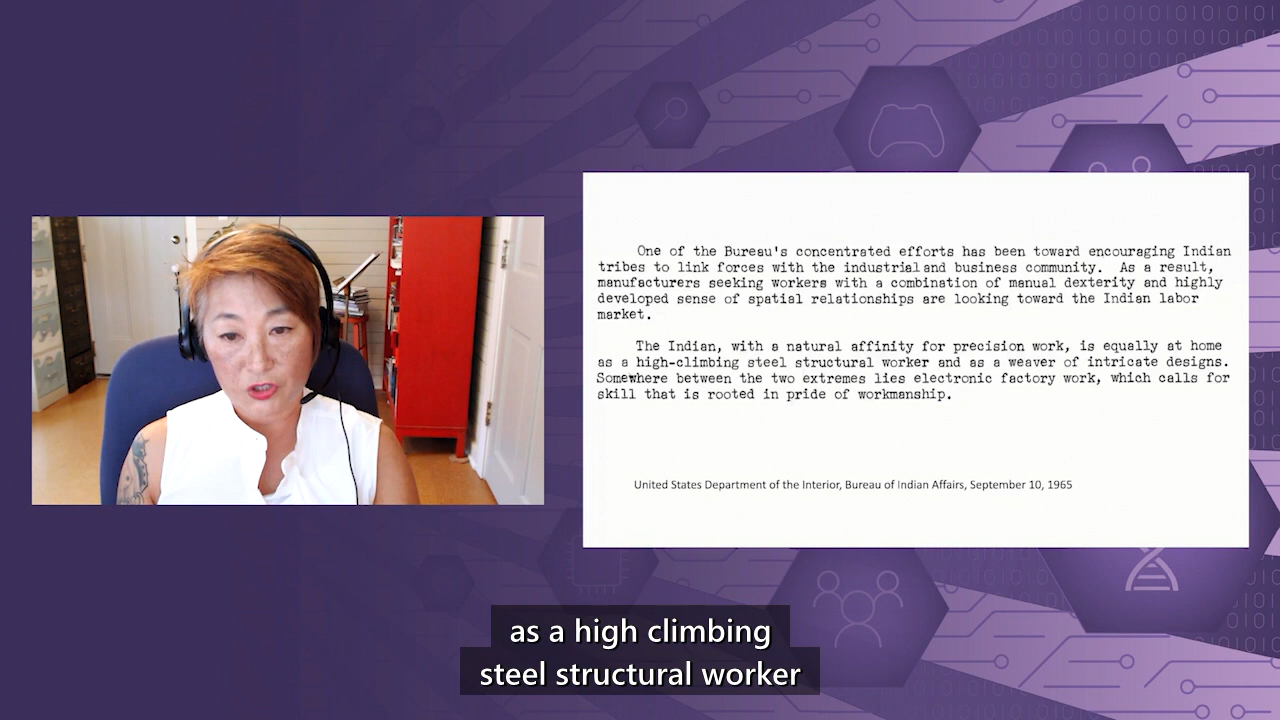 One of the Bureau's concentrated efforts has been toward encouraging Indian
tribes to link forces with the industrial and business community. As a result,
manufacturers seeking workers with a combination of manual dexterity and highly
developed sense of spatial relationships are looking toward the Indian labor
market.
The Indian, with a natural affinity for precision work, is equally at home
as a high-climbing steel structural worker and as a weaver of intricate designs.
Somewhere between the two extremes lies electronic factory work, which calls for
skill that is rooted in pride of workmanship.
United States Department of the Interior, Bureau of Indian Affairs, September 10, 1965
as a high climbing
steel structural worker